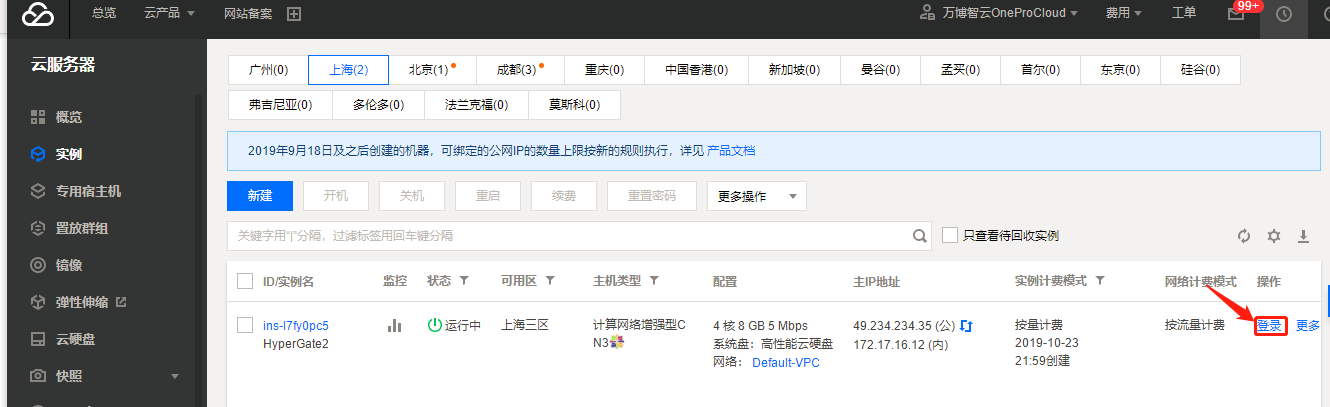 总览 云产品 网站备案 万博智云OneProCloud 费用 工单 99+
云服务器
概览
实例
专用宿主机
置放群组
镜像
弹性伸缩
云硬盘
快照
广州(0) 上海(2) 北京(1) 成都(3) 重庆(0) 中国香港(0) 新加坡(0) 曼谷(0) 孟买(0) 首尔(0) 东京(0) 硅谷(0)
弗吉尼亚(0) 多伦多(0) 法兰克福(0) 莫斯科(0)
2019年9月18日及之后创建的机器，可绑定的公网IP的数量上限按新的规则执行，详见 产品文档
新建 开机 关机 重启 续费 重置密码 更多操作
关键字用"|"分隔，过滤标签用回车键分隔 只查看待回收实例
ID/实例名 监控 状态 可用区 主机类型 配置 主IP地址 实例计费模式 网络计费模式 操作
ins-l7fy0pc5 运行中 上海三区 计算网络增强型C 4 核 8 GB 5 Mbps 49.234.234.35 (公) 按量计费 按流量计费 登录 更多
HyperGate2 N3 系统盘：高性能云硬盘 172.17.16.12 (内) 2019-10-23
网络： Default-VPC 21:59创建